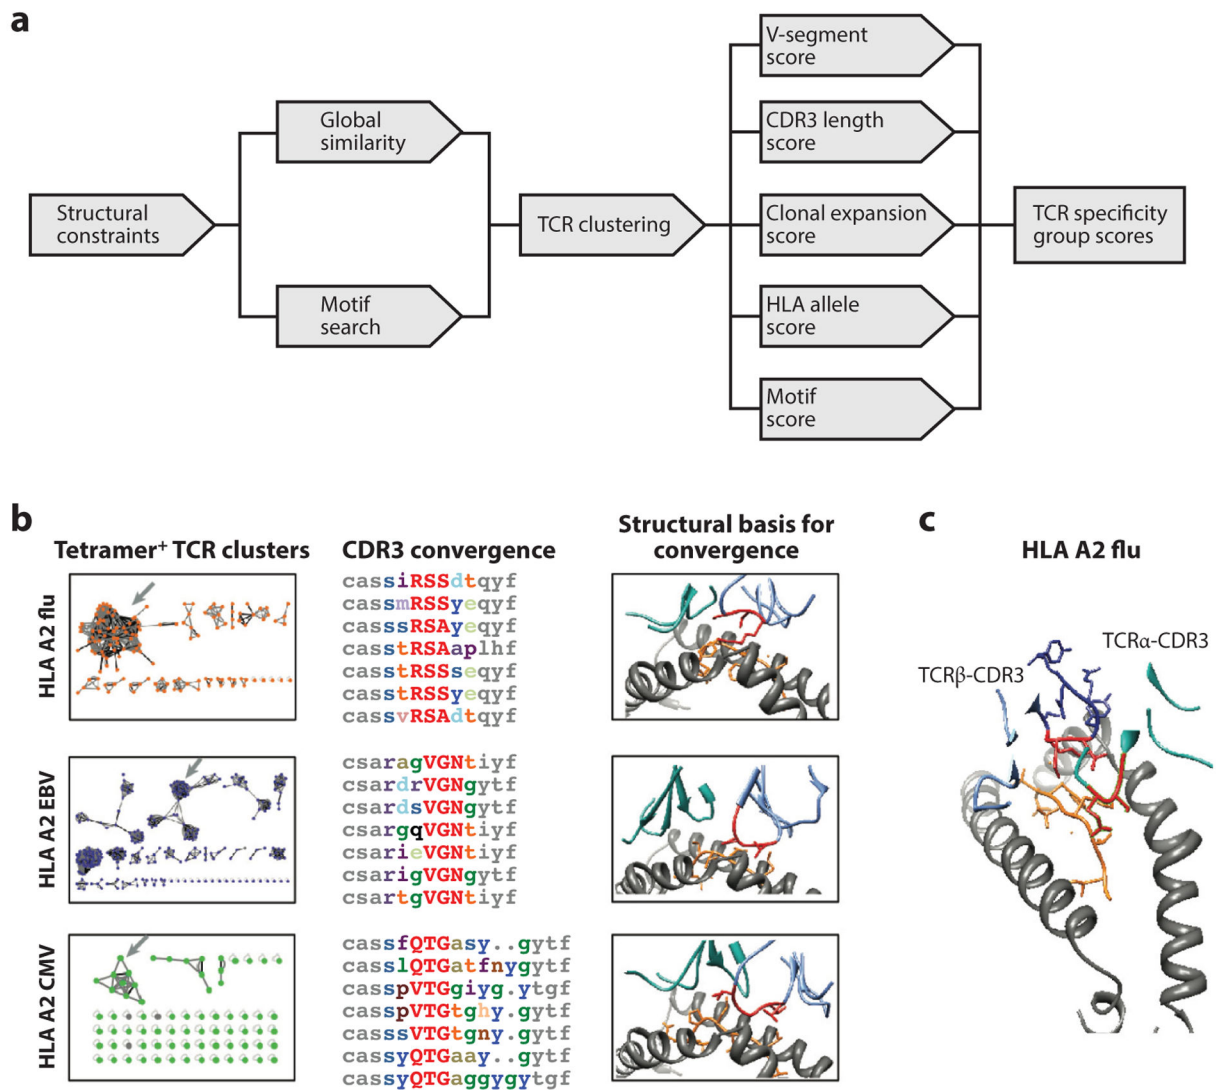 a
Structural
constraints
Global
similarity
Motif
search
TCR clustering
V-segment
score
CDR3 length
score
Clonal expansion
score
HLA allele
score
Motif
score
TCR specificity
group scores
b
Tetramer⁺ TCR clusters
CDR3 convergence
Structural basis for
convergence
HLA A2 flu
cassiRSSdtqyf
cassmRSSyeqyf
casssRSAyeqyf
casstRSAaplhf
casstRSSseqyf
casstRSSyeqyf
cassvRSAdtqyf
HLA A2 EBV
csaragVGNtiyf
csardrVGNgytf
csardsVGNgytf
csargqVGNtiyf
csarieVGNtiyf
csarigVGNgytf
csartgVGNtiyf
HLA A2 CMV
cassfQTGasy..gytf
casslQTGatfnygytf
casspVTGgiyg.ytgf
casspVTGtghy.gytf
casssVTGtgny.gytf
cassyQTGaay..gytf
cassyQTGaggygytgf
c
HLA A2 flu
TCRα-CDR3
TCRβ-CDR3